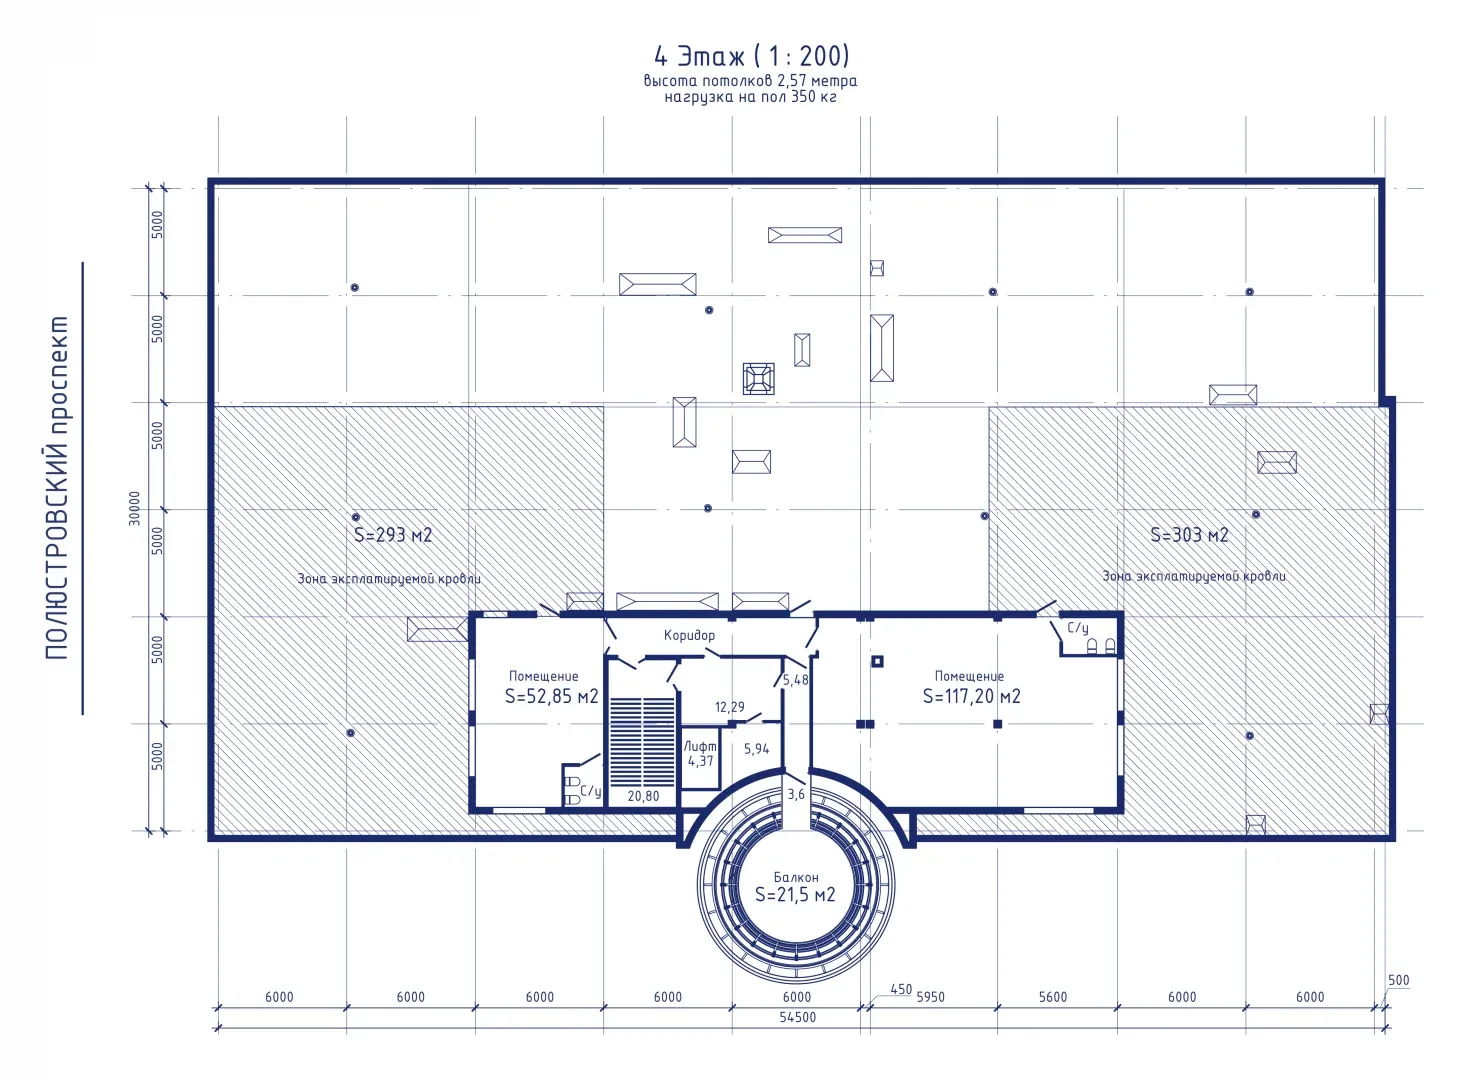 4 Этаж ( 1 : 200)
высота потолков 2,57 метра
нагрузка на пол 350 кг
ПОЛЮСТРОВСКИЙ проспект
5000
5000
5000
30000
5000
5000
5000
S=293 м2
Зона эксплатируемой кровли
S=303 м2
Зона эксплатируемой кровли
Коридор
С/у
Помещение
S=52,85 м2
5,48
Помещение
S=117,20 м2
12,29
Лифт
4,37
5,94
С/у
20,80
3,6
Балкон
S=21,5 м2
6000
6000
6000
6000
6000
450
5950
5600
6000
6000
500
54500